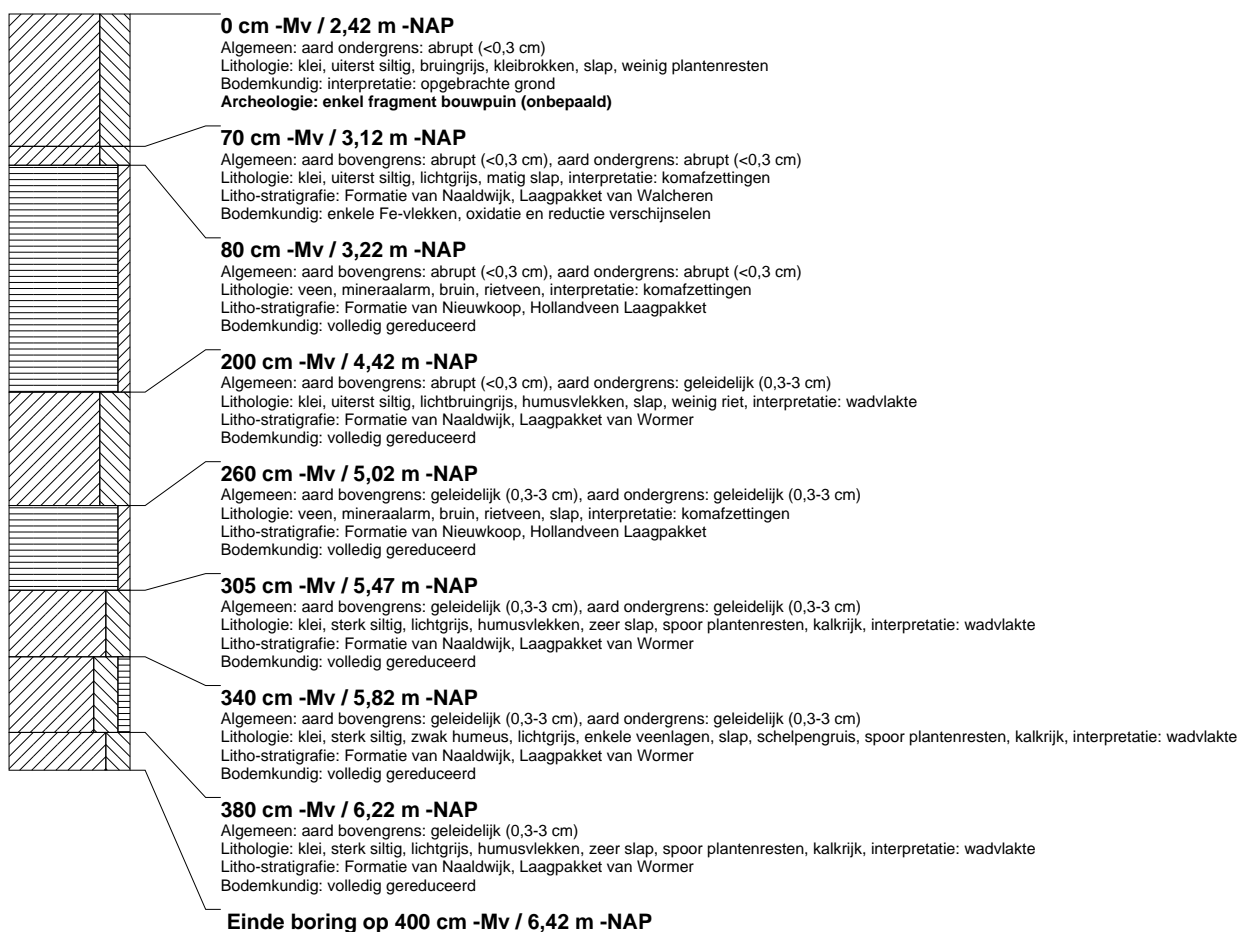 0 cm -Mv / 2,42 m -NAP
Algemeen: aard ondergrens: abrupt (<0,3 cm)
Lithologie: klei, uiterst siltig, bruingrijs, kleibrokken, slap, weinig plantenresten
Bodemkundig: interpretatie: opgebrachte grond
Archeologie: enkel fragment bouwpuin (onbepaald)
70 cm -Mv / 3,12 m -NAP
Algemeen: aard bovengrens: abrupt (<0,3 cm), aard ondergrens: abrupt (<0,3 cm)
Lithologie: klei, uiterst siltig, lichtgrijs, matig slap, interpretatie: komafzettingen
Litho-stratigrafie: Formatie van Naaldwijk, Laagpakket van Walcheren
Bodemkundig: enkele Fe-vlekken, oxidatie en reductie verschijnselen
80 cm -Mv / 3,22 m -NAP
Algemeen: aard bovengrens: abrupt (<0,3 cm), aard ondergrens: abrupt (<0,3 cm)
Lithologie: veen, mineraalarm, bruin, rietveen, interpretatie: komafzettingen
Litho-stratigrafie: Formatie van Nieuwkoop, Hollandveen Laagpakket
Bodemkundig: volledig gereduceerd
200 cm -Mv / 4,42 m -NAP
Algemeen: aard bovengrens: abrupt (<0,3 cm), aard ondergrens: geleidelijk (0,3-3 cm)
Lithologie: klei, uiterst siltig, lichtbruingrijs, humusvlekken, slap, weinig riet, interpretatie: wadvlakte
Litho-stratigrafie: Formatie van Naaldwijk, Laagpakket van Wormer
Bodemkundig: volledig gereduceerd
260 cm -Mv / 5,02 m -NAP
Algemeen: aard bovengrens: geleidelijk (0,3-3 cm), aard ondergrens: geleidelijk (0,3-3 cm)
Lithologie: veen, mineraalarm, bruin, rietveen, slap, interpretatie: komafzettingen
Litho-stratigrafie: Formatie van Nieuwkoop, Hollandveen Laagpakket
Bodemkundig: volledig gereduceerd
305 cm -Mv / 5,47 m -NAP
Algemeen: aard bovengrens: geleidelijk (0,3-3 cm), aard ondergrens: geleidelijk (0,3-3 cm)
Lithologie: klei, sterk siltig, lichtgrijs, humusvlekken, zeer slap, spoor plantenresten, kalkrijk, interpretatie: wadvlakte
Litho-stratigrafie: Formatie van Naaldwijk, Laagpakket van Wormer
Bodemkundig: volledig gereduceerd
340 cm -Mv / 5,82 m -NAP
Algemeen: aard bovengrens: geleidelijk (0,3-3 cm), aard ondergrens: geleidelijk (0,3-3 cm)
Lithologie: klei, sterk siltig, zwak humeus, lichtgrijs, enkele veenlagen, slap, schelpengruis, spoor plantenresten, kalkrijk, interpretatie: wadvlakte
Litho-stratigrafie: Formatie van Naaldwijk, Laagpakket van Wormer
Bodemkundig: volledig gereduceerd
380 cm -Mv / 6,22 m -NAP
Algemeen: aard bovengrens: geleidelijk (0,3-3 cm)
Lithologie: klei, sterk siltig, lichtgrijs, humusvlekken, zeer slap, spoor plantenresten, kalkrijk, interpretatie: wadvlakte
Litho-stratigrafie: Formatie van Naaldwijk, Laagpakket van Wormer
Bodemkundig: volledig gereduceerd
Einde boring op 400 cm -Mv / 6,42 m -NAP